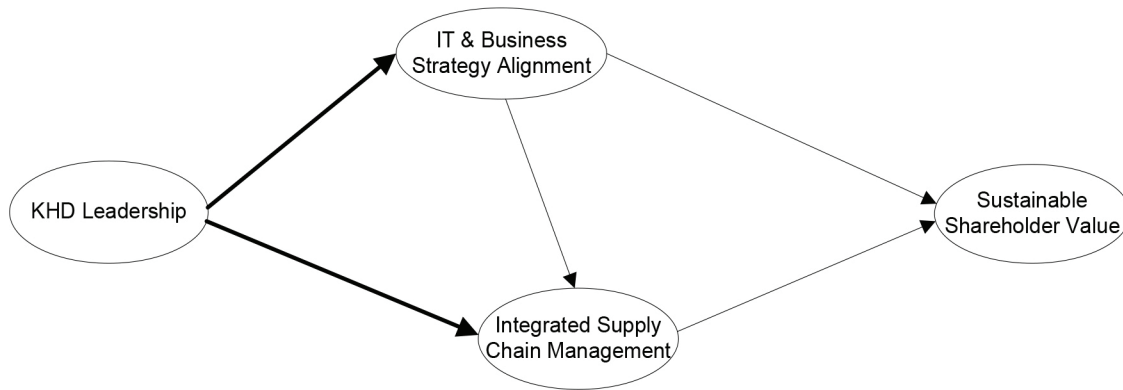 IT & Business
Strategy Alignment
KHD Leadership
Sustainable
Shareholder Value
Integrated Supply
Chain Management